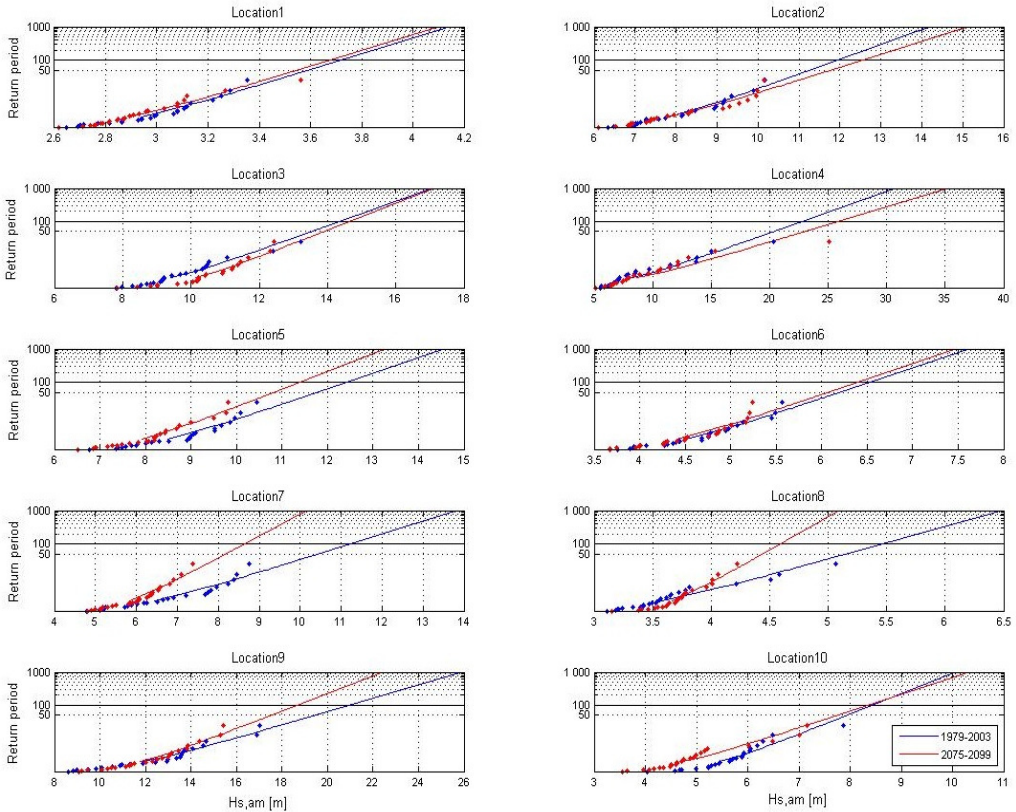 Location1
Return period
1000
100
50
2.6 2.8 3 3.2 3.4 3.6 3.8 4 4.2
Location2
1000
100
50
6 7 8 9 10 11 12 13 14 15 16
Location3
Return period
1 000
100
50
6 8 10 12 14 16 18
Location4
1 000
100
50
5 10 15 20 25 30 35 40
Location5
Return period
1000
100
50
6 7 8 9 10 11 12 13 14 15
Location6
1000
100
50
3.5 4 4.5 5 5.5 6 6.5 7 7.5 8
Location7
Return period
1000
100
50
4 5 6 7 8 9 10 11 12 13 14
Location8
1000
100
50
3 3.5 4 4.5 5 5.5 6 6.5
Location9
Return period
1000
100
50
8 10 12 14 16 18 20 22 24 26
Hs,am [m]
Location10
1000
100
50
3 4 5 6 7 8 9 10 11
Hs,am [m]
1979-2003
2075-2099